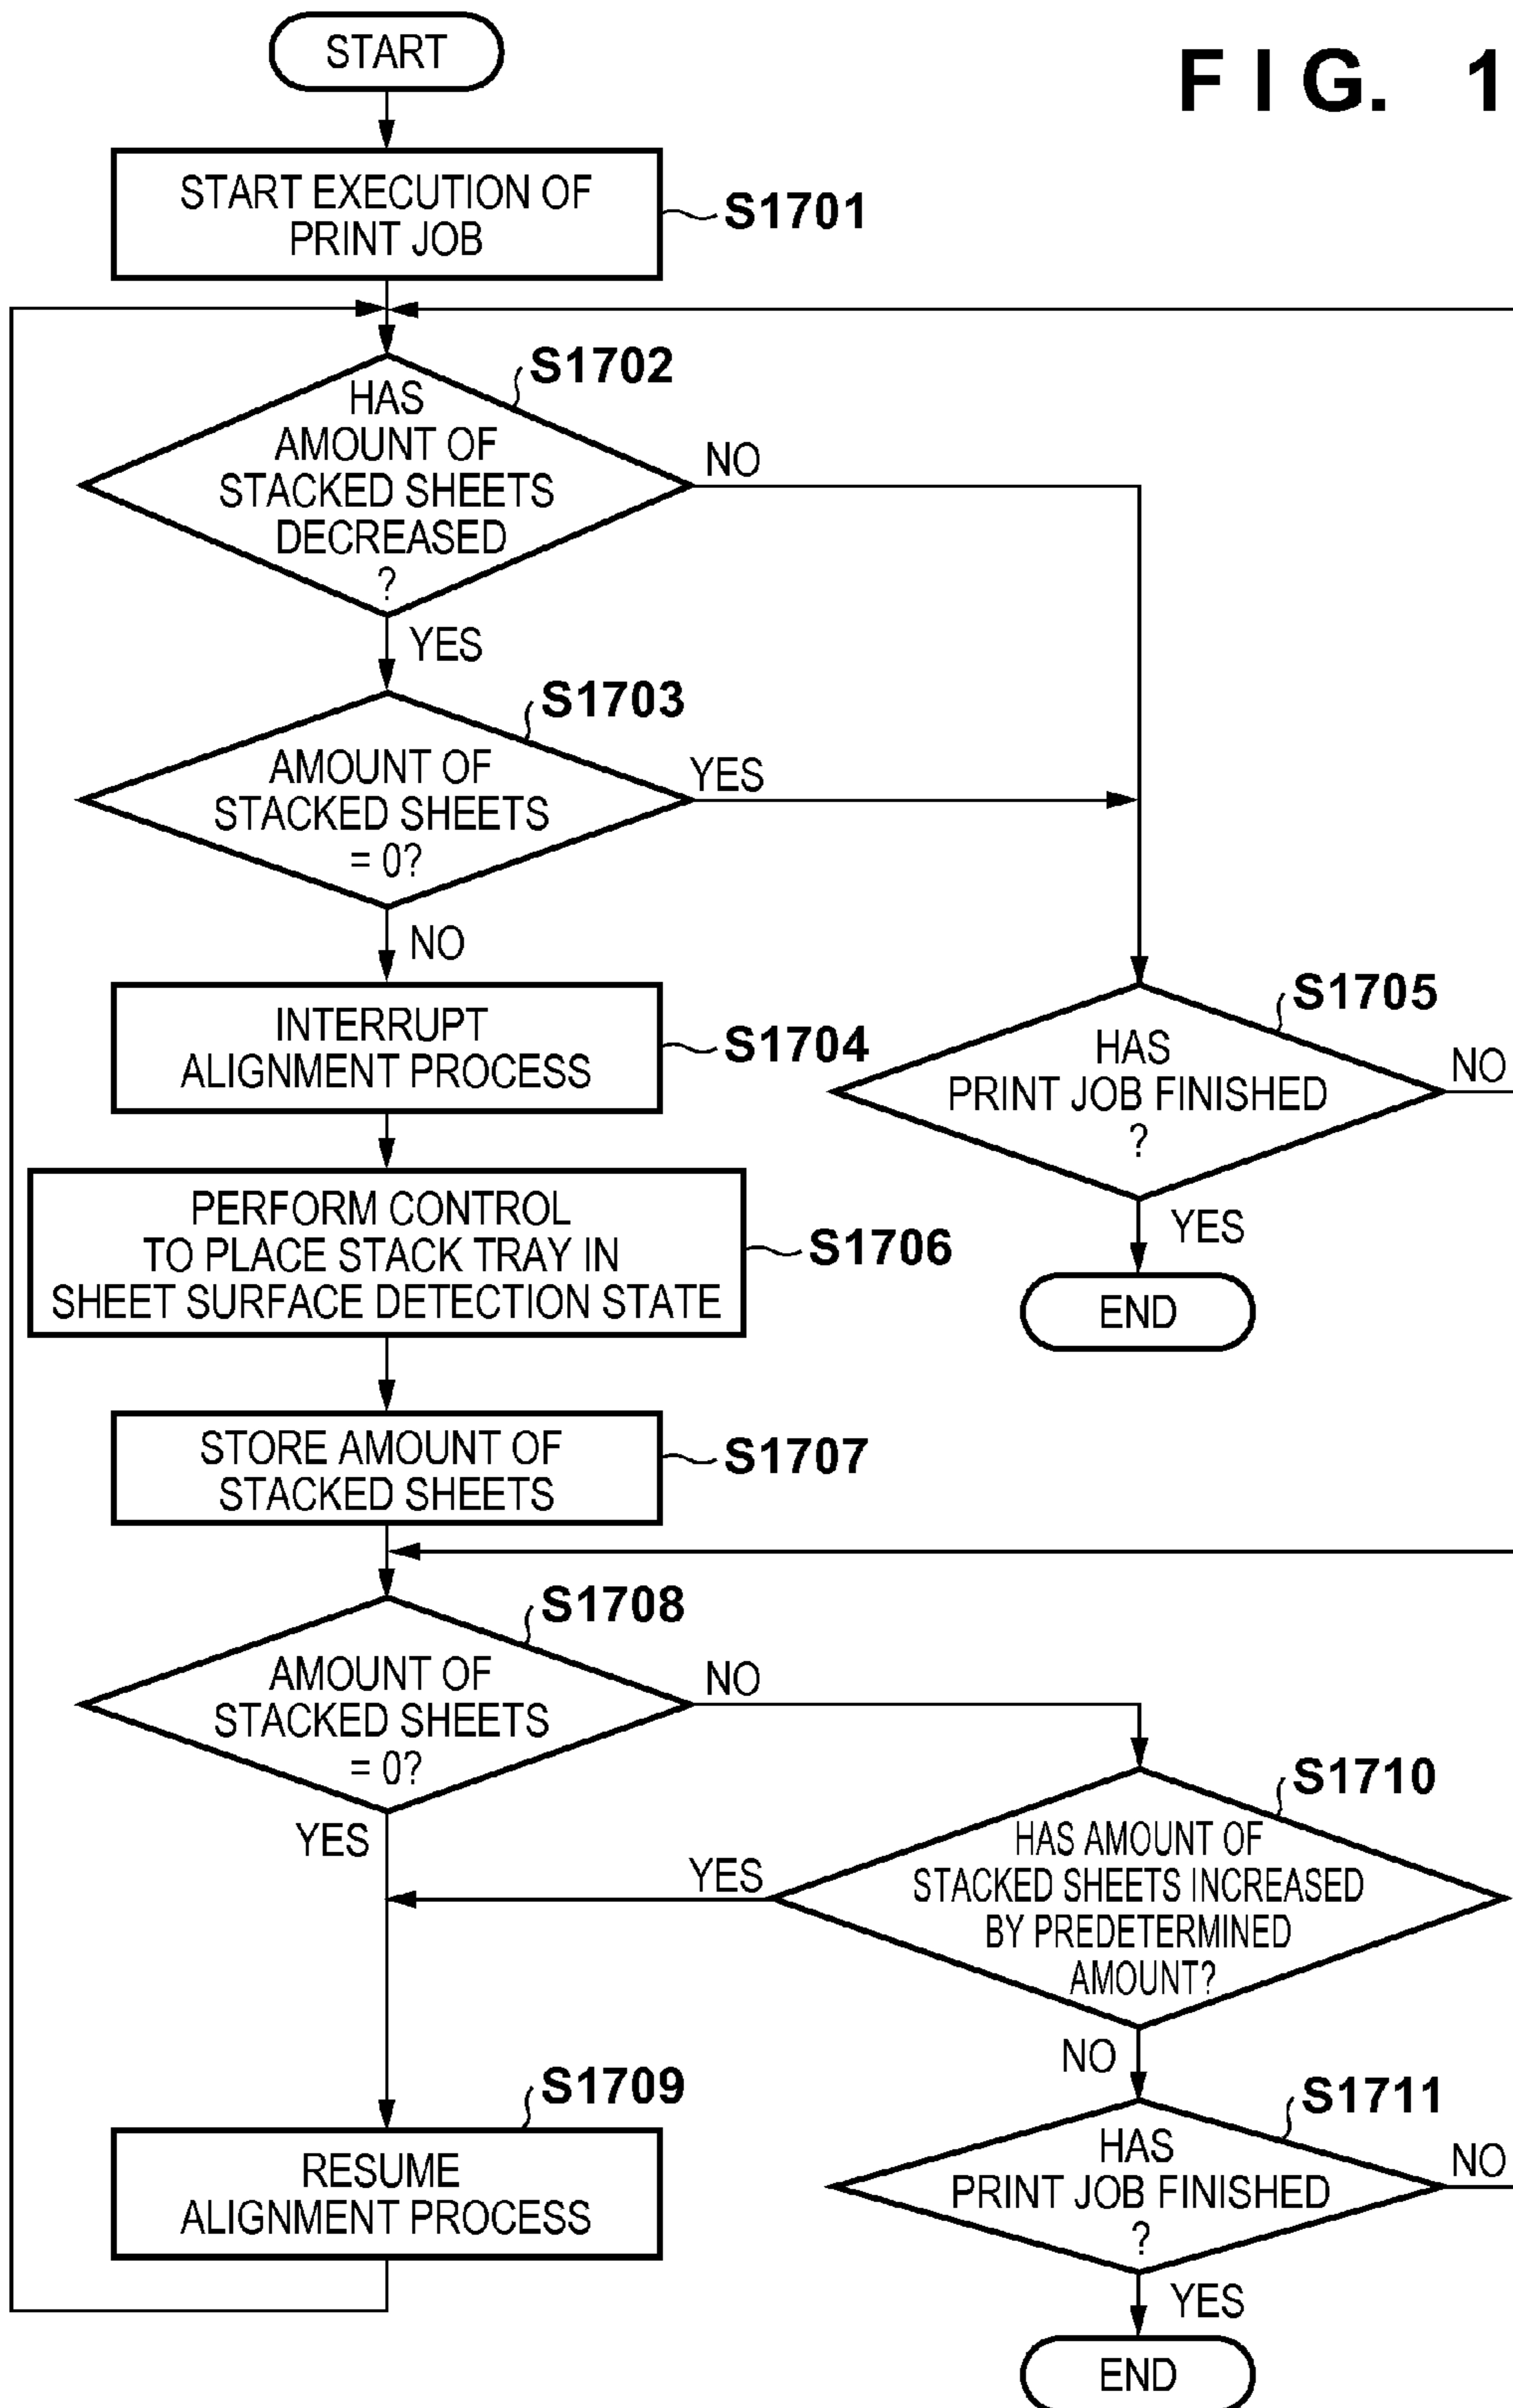 START
F I G. 1
START EXECUTION OF
PRINT JOB
S1701
S1702
HAS
AMOUNT OF
STACKED SHEETS
DECREASED
?
NO
YES
S1703
AMOUNT OF
STACKED SHEETS
= 0?
YES
NO
INTERRUPT
ALIGNMENT PROCESS
S1704
S1705
HAS
PRINT JOB FINISHED
?
NO
YES
END
PERFORM CONTROL
TO PLACE STACK TRAY IN
SHEET SURFACE DETECTION STATE
S1706
STORE AMOUNT OF
STACKED SHEETS
S1707
S1708
AMOUNT OF
STACKED SHEETS
= 0?
NO
YES
S1710
HAS AMOUNT OF
STACKED SHEETS INCREASED
BY PREDETERMINED
AMOUNT?
YES
NO
S1709
RESUME
ALIGNMENT PROCESS
S1711
HAS
PRINT JOB FINISHED
?
NO
YES
END